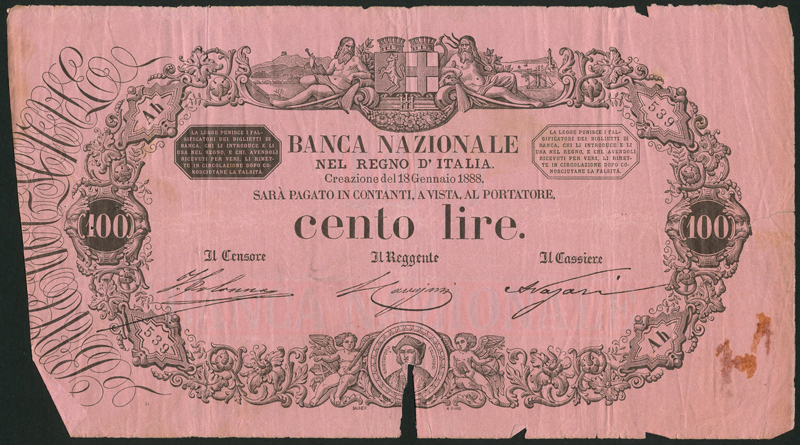 Ah
539
LA LEGGE PUNISCE I FAL-
SIFICATORI DEI BIGLIETTI DI
BANCA, CHI LI INTRODUCE E LI
USA NEL REGNO, E CHI, AVENDOLI
RICEVUTI PER VERI, LI RIMET-
TE IN CIRCOLAZIONE DOPO CO-
NOSCIUTANE LA FALSITÀ.
BANCA NAZIONALE
NEL REGNO D'ITALIA.
Creazione del 18 Gennaio 1888.
LA LEGGE PUNISCE I FAL-
SIFICATORI DEI BIGLIETTI DI
BANCA, CHI LI INTRODUCE E LI
USA NEL REGNO, E CHI, AVENDOLI
RICEVUTI PER VERI, LI RIMET-
TE IN CIRCOLAZIONE DOPO CO-
NOSCIUTANE LA FALSITÀ.
SARÀ PAGATO IN CONTANTI, A VISTA, AL PORTATORE,
100
cento lire.
100
Il Censore
Il Reggente
Il Cassiere
BANCA NAZIONALE
539
Ah